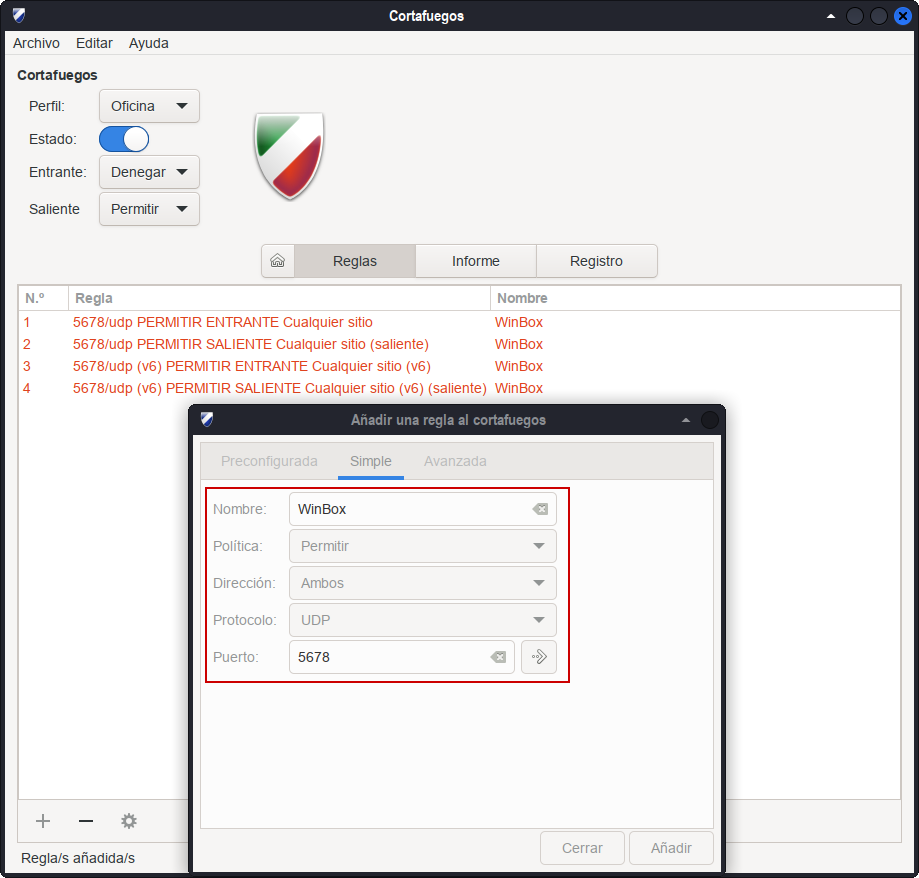 Cortafuegos
Archivo Editar Ayuda
Cortafuegos
Perfil: Oficina
Estado:
Entrante: Denegar
Saliente Permitir
Reglas Informe Registro
N.º Regla Nombre
1 5678/udp PERMITIR ENTRANTE Cualquier sitio WinBox
2 5678/udp PERMITIR SALIENTE Cualquier sitio (saliente) WinBox
3 5678/udp (v6) PERMITIR ENTRANTE Cualquier sitio (v6) WinBox
4 5678/udp (v6) PERMITIR SALIENTE Cualquier sitio (v6) (saliente) WinBox
Añadir una regla al cortafuegos
Preconfigurada Simple Avanzada
Nombre: WinBox
Política: Permitir
Dirección: Ambos
Protocolo: UDP
Puerto: 5678
Cerrar Añadir
Regla/s añadida/s